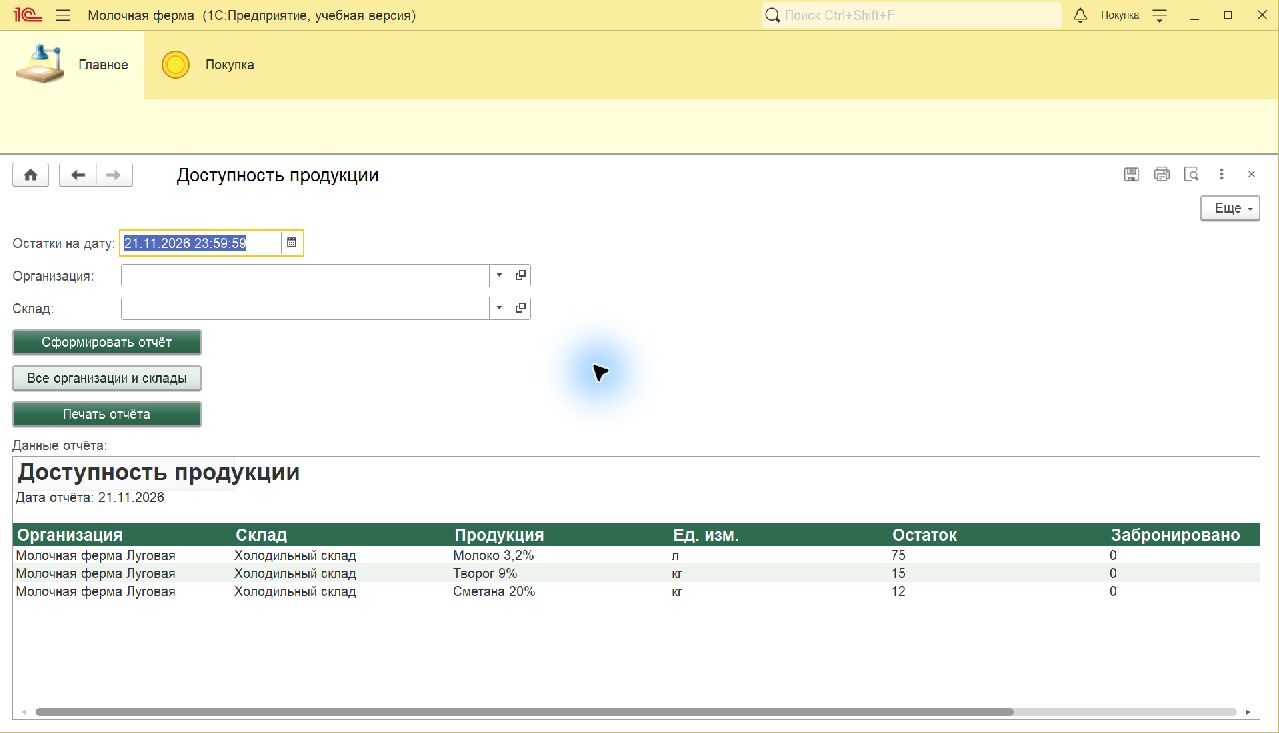 1С Молочная ферма (1С:Предприятие, учебная версия) Поиск Ctrl+Shift+F Покупка
Главное Покупка
Доступность продукции
Еще
Остатки на дату: 21.11.2026 23:59:59
Организация:
Склад:
Сформировать отчёт
Все организации и склады
Печать отчёта
Данные отчёта:
Доступность продукции
Дата отчёта: 21.11.2026
Организация Склад Продукция Ед. изм. Остаток Забронировано
Молочная ферма Луговая Холодильный склад Молоко 3,2% л 75 0
Молочная ферма Луговая Холодильный склад Творог 9% кг 15 0
Молочная ферма Луговая Холодильный склад Сметана 20% кг 12 0